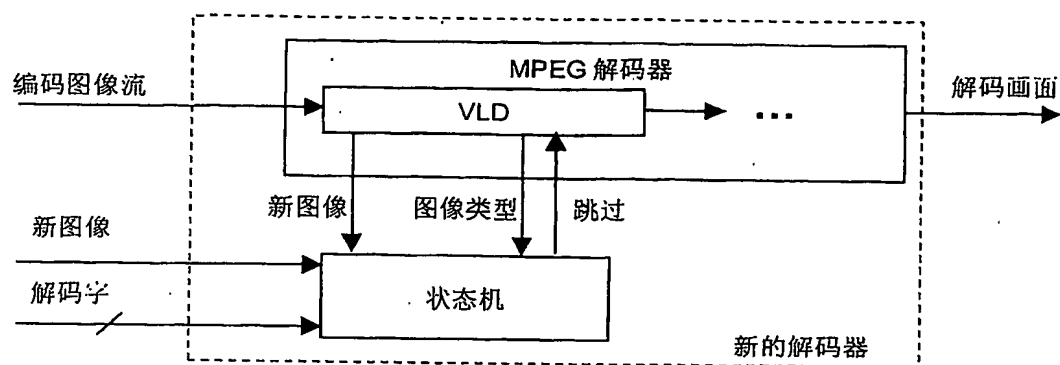 MPEG 解码器
编码图像流
VLD
...
解码画面
新图像
图像类型
跳过
新图像
解码字
状态机
新的解码器